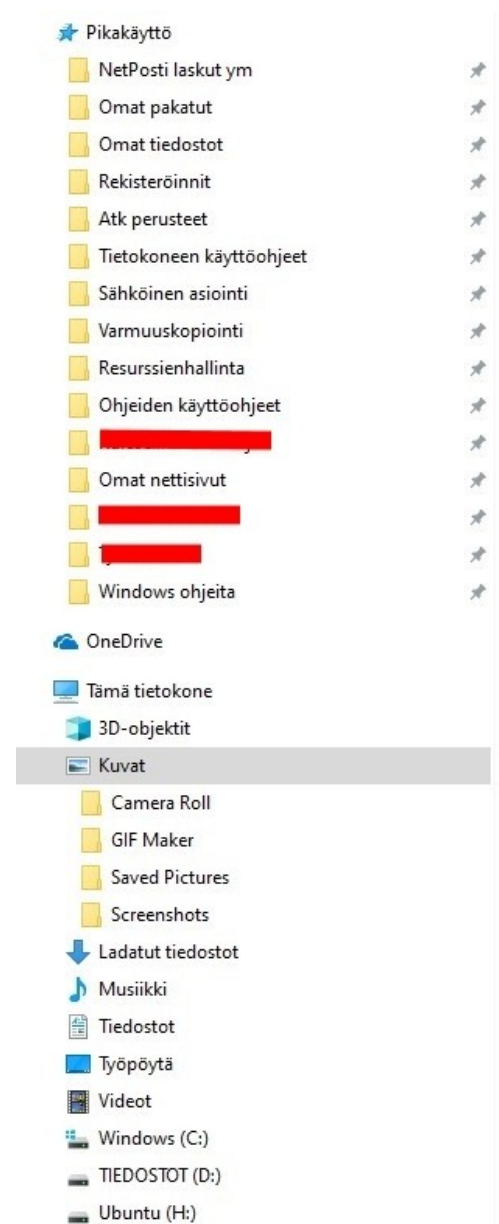 Pikakäyttö
NetPosti laskut ym
Omat pakatut
Omat tiedostot
Rekisteröinnit
Atk perusteet
Tietokoneen käyttöohjeet
Sähköinen asiointi
Varmuuskopiointi
Resurssienhallinta
Ohjeiden käyttöohjeet
Omat nettisivut
Windows ohjeita
OneDrive
Tämä tietokone
3D-objektit
Kuvat
Camera Roll
GIF Maker
Saved Pictures
Screenshots
Ladatut tiedostot
Musiikki
Tiedostot
Työpöytä
Videot
Windows (C:)
TIEDOSTOT (D:)
Ubuntu (H:)